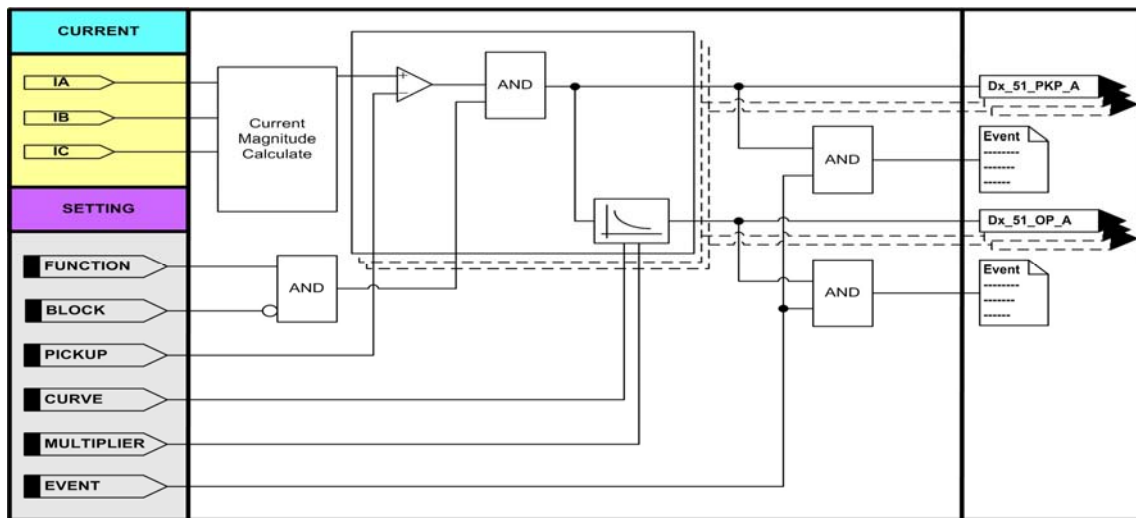 CURRENT
IA
IB
IC
SETTING
FUNCTION
BLOCK
PICKUP
CURVE
MULTIPLIER
EVENT
Current
Magnitude
Calculate
+
−
AND
AND
AND
AND
Dx_51_PKP_A
Event
--------
-------
------
Dx_51_OP_A
Event
--------
-------
------